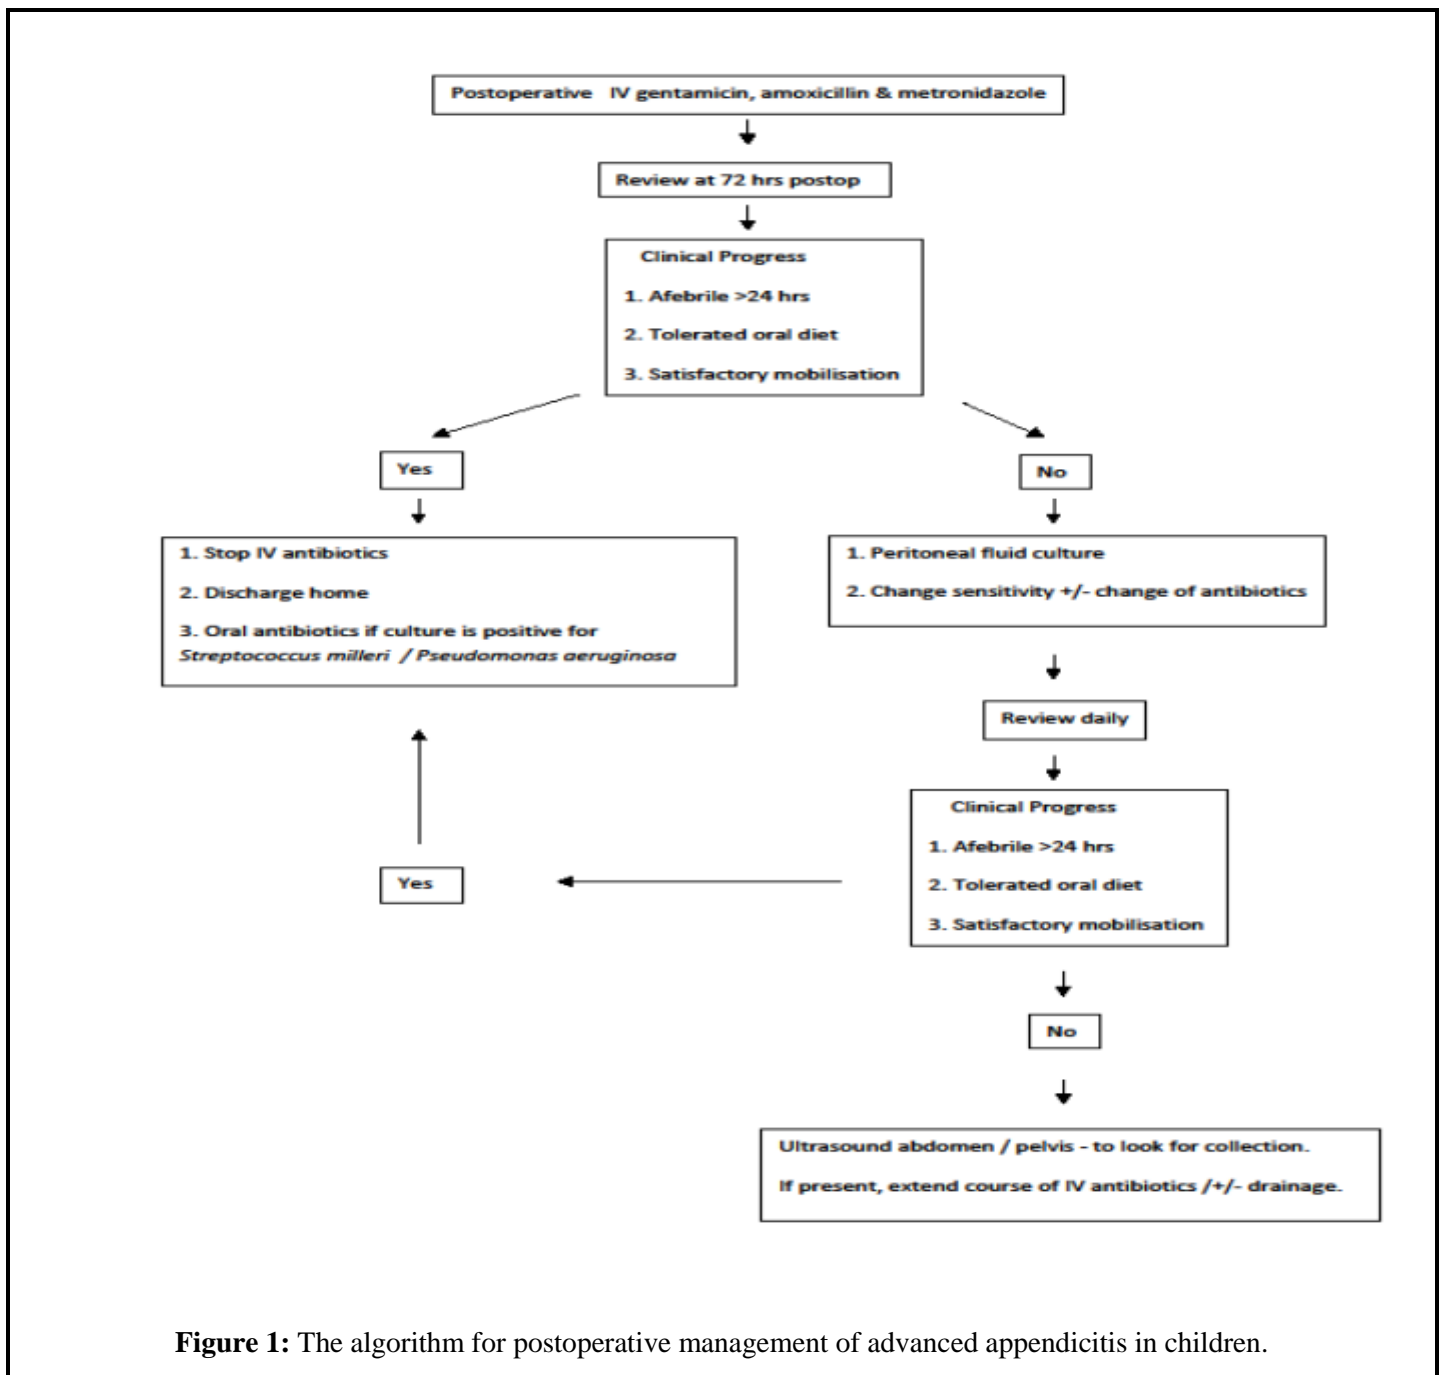 Postoperative IV gentamicin, amoxicillin & metronidazole
Review at 72 hrs postop
Clinical Progress
1. Afebrile >24 hrs
2. Tolerated oral diet
3. Satisfactory mobilisation
Yes
No
1. Stop IV antibiotics
2. Discharge home
3. Oral antibiotics if culture is positive for
Streptococcus milleri / Pseudomonas aeruginosa
1. Peritoneal fluid culture
2. Change sensitivity +/- change of antibiotics
Review daily
Clinical Progress
1. Afebrile >24 hrs
2. Tolerated oral diet
3. Satisfactory mobilisation
Yes
No
Ultrasound abdomen / pelvis - to look for collection.
If present, extend course of IV antibiotics /+/- drainage.
Figure 1: The algorithm for postoperative management of advanced appendicitis in children.